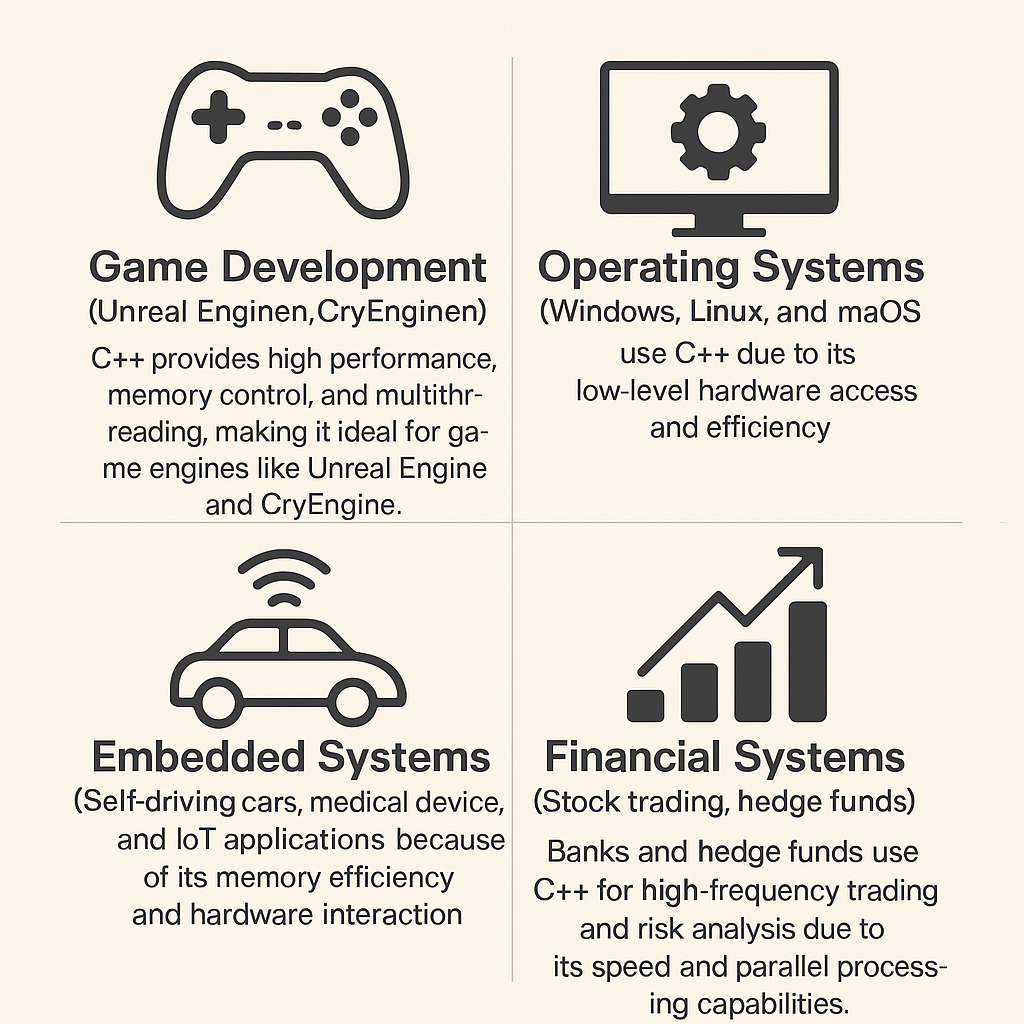 Game Development
(Unreal Enginen,CryEnginen)
C++ provides high performance,
memory control, and multithr-
reading, making it ideal for ga-
me engines like Unreal Engine
and CryEngine.
Operating Systems
(Windows, Linux, and maOS
use C++ due to its
low-level hardware access
and efficiency
Embedded Systems
(Self-driving cars, medical device,
and IoT applications because
of its memory efficiency
and hardware interaction
Financial Systems
(Stock trading, hedge funds)
Banks and hedge funds use
C++ for high-frequency trading
and risk analysis due to
its speed and parallel process-
ing capabilities.